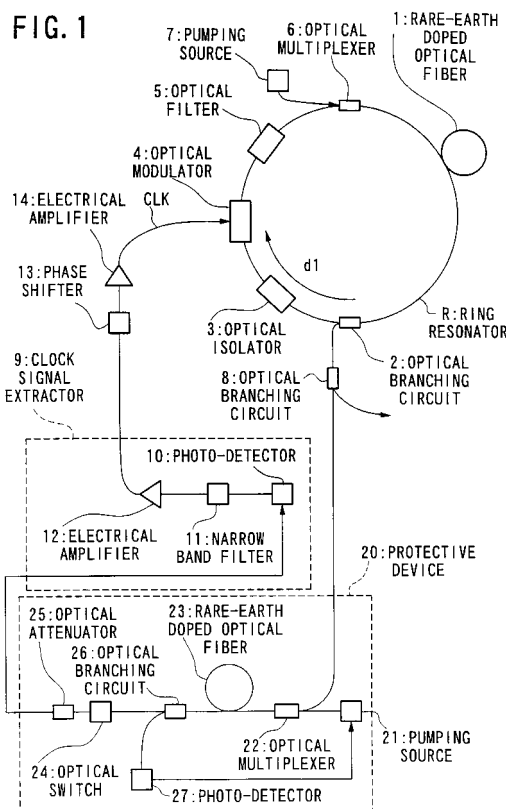 FIG. 1
1:RARE-EARTH
DOPED
OPTICAL
FIBER
6:OPTICAL
MULTIPLEXER
7:PUMPING
SOURCE
5:OPTICAL
FILTER
4:OPTICAL
MODULATOR
14:ELECTRICAL
AMPLIFIER
CLK
13:PHASE
SHIFTER
d1
3:OPTICAL
ISOLATOR
R:RING
RESONATOR
2:OPTICAL
BRANCHING
CIRCUIT
8:OPTICAL
BRANCHING
CIRCUIT
9:CLOCK
SIGNAL
EXTRACTOR
10:PHOTO-DETECTOR
12:ELECTRICAL
AMPLIFIER
11:NARROW
BAND FILTER
20:PROTECTIVE
DEVICE
23:RARE-EARTH
DOPED OPTICAL
FIBER
25:OPTICAL
ATTENUATOR
26:OPTICAL
BRANCHING
CIRCUIT
21:PUMPING
SOURCE
22:OPTICAL
MULTIPLEXER
24:OPTICAL
SWITCH
27:PHOTO-DETECTOR